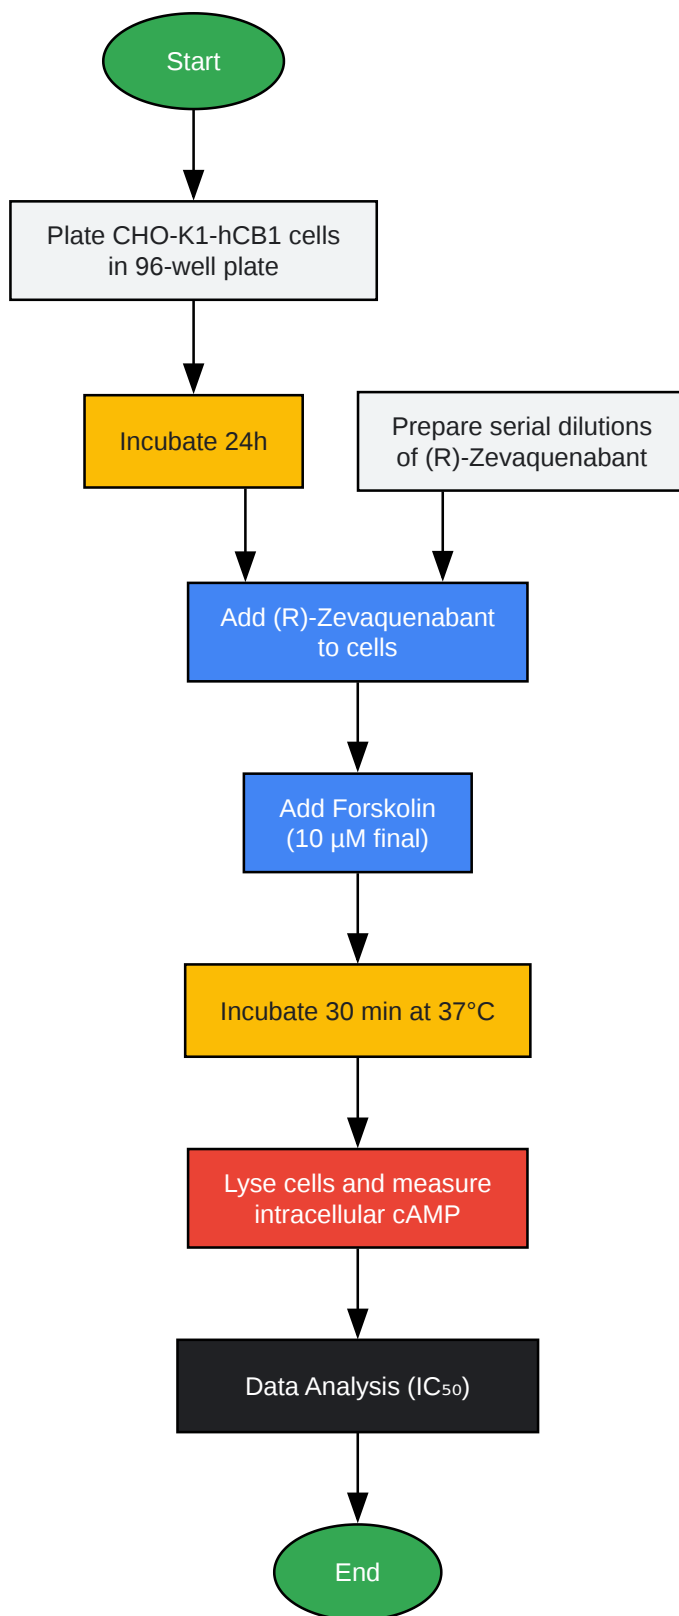 Start
Plate CHO-K1-hCB1 cells
in 96-well plate
Incubate 24h
Prepare serial dilutions
of (R)-Zevaquenabant
Add (R)-Zevaquenabant
to cells
Add Forskolin
(10 µM final)
Incubate 30 min at 37°C
Lyse cells and measure
intracellular cAMP
Data Analysis (IC₅₀)
End